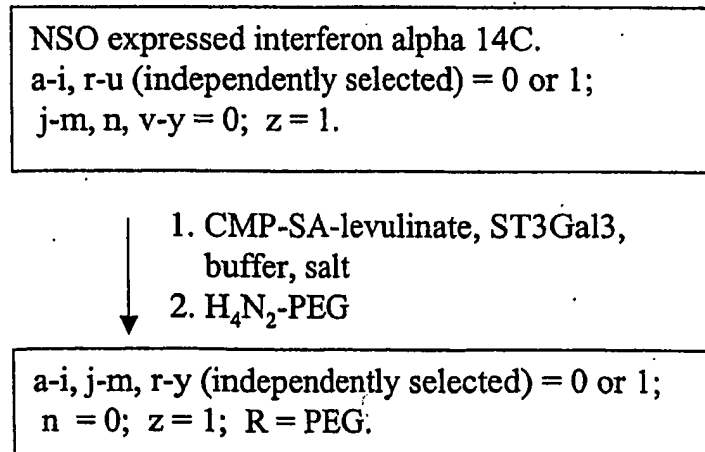 NSO expressed interferon alpha 14C.
a-i, r-u (independently selected) = 0 or 1;
j-m, n, v-y = 0; z = 1.
1. CMP-SA-levulinate, ST3Gal3,
buffer, salt
2. H₄N₂-PEG
a-i, j-m, r-y (independently selected) = 0 or 1;
n = 0; z = 1; R = PEG.